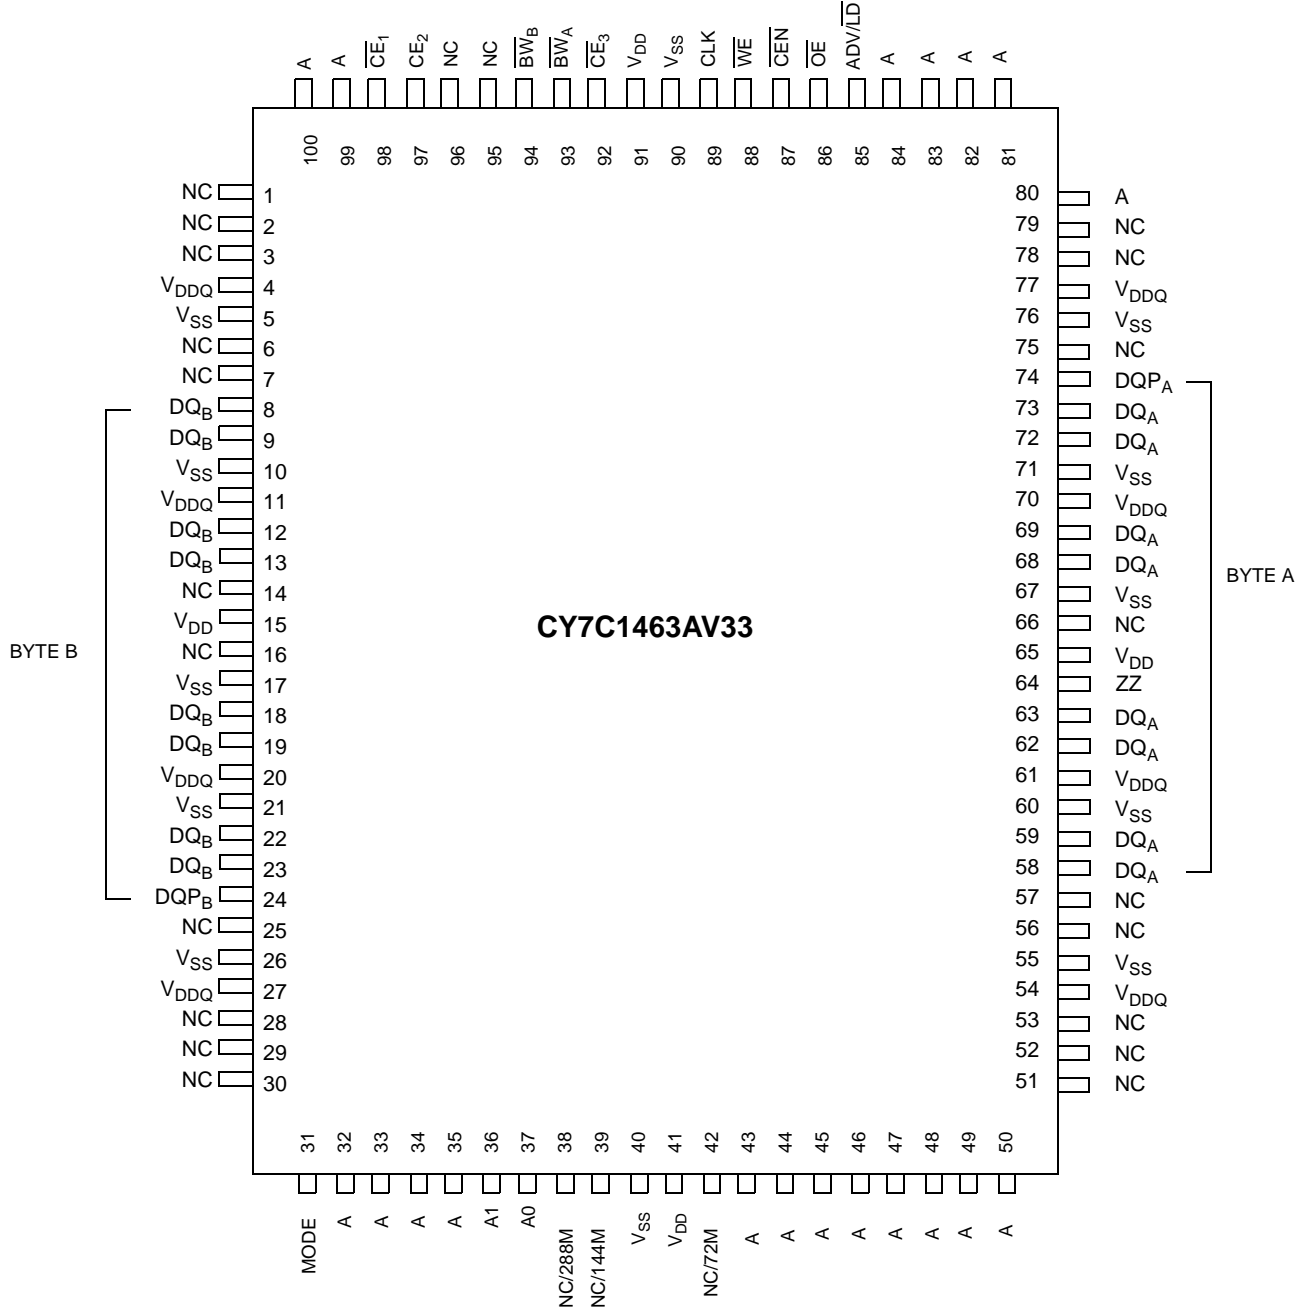 A A CE1 CE2 NC NC BWB BWA CE3 VDD VSS CLK WE CEN OE ADV/LD A A A A
100 99 98 97 96 95 94 93 92 91 90 89 88 87 86 85 84 83 82 81
NC 1 80 A
NC 2 79 NC
NC 3 78 NC
VDDQ 4 77 VDDQ
VSS 5 76 VSS
NC 6 75 NC
NC 7 74 DQPA
DQB 8 73 DQA
DQB 9 72 DQA
VSS 10 71 VSS
VDDQ 11 70 VDDQ
DQB 12 69 DQA
DQB 13 68 DQA
BYTE A
NC 14 67 VSS
VDD 15 66 NC
CY7C1463AV33
BYTE B
NC 16 65 VDD
VSS 17 64 ZZ
DQB 18 63 DQA
DQB 19 62 DQA
VDDQ 20 61 VDDQ
VSS 21 60 VSS
DQB 22 59 DQA
DQB 23 58 DQA
DQPB 24 57 NC
NC 25 56 NC
VSS 26 55 VSS
VDDQ 27 54 VDDQ
NC 28 53 NC
NC 29 52 NC
NC 30 51 NC
31 32 33 34 35 36 37 38 39 40 41 42 43 44 45 46 47 48 49 50
MODE A A A A A1 A0 NC/288M NC/144M VSS VDD NC/72M A A A A A A A A